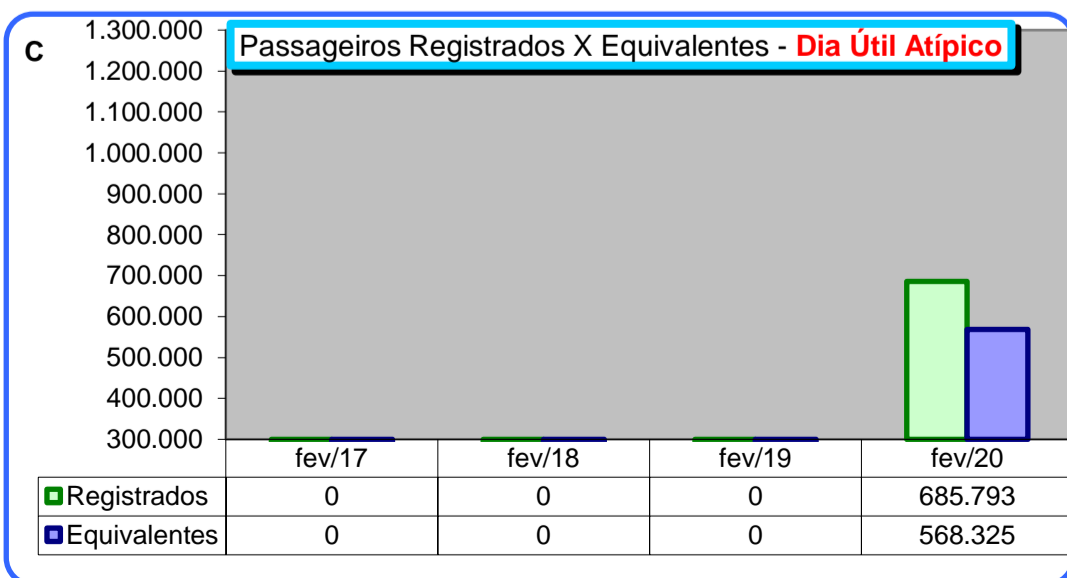 C
Passageiros Registrados X Equivalentes - Dia Útil Atípico
1.300.000
1.200.000
1.100.000
1.000.000
900.000
800.000
700.000
600.000
500.000
400.000
300.000
fev/17 fev/18 fev/19 fev/20
Registrados 0 0 0 685.793
Equivalentes 0 0 0 568.325